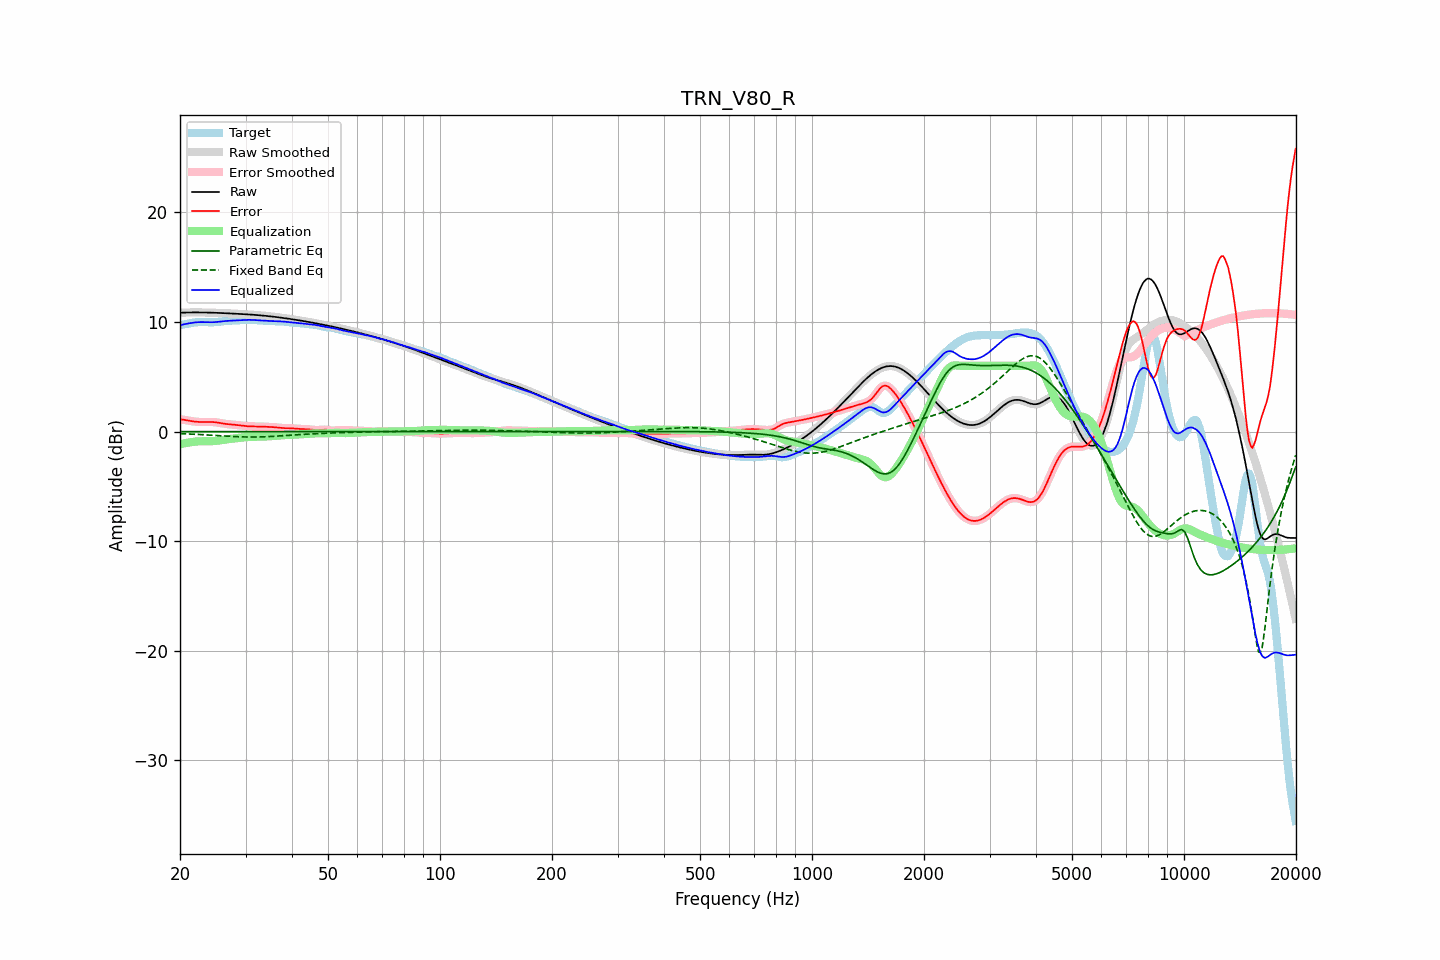 TRN_V80_R
Target
Raw Smoothed
Error Smoothed
Raw
Error
Equalization
Parametric Eq
Fixed Band Eq
Equalized
20
10
0
−10
−20
−30
Amplitude (dBr)
20 50 100 200 500 1000 2000 5000 10000 20000
Frequency (Hz)